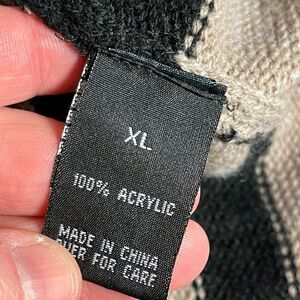 XL
100% ACRYLIC
MADE IN CHINA
OVER FOR CARE